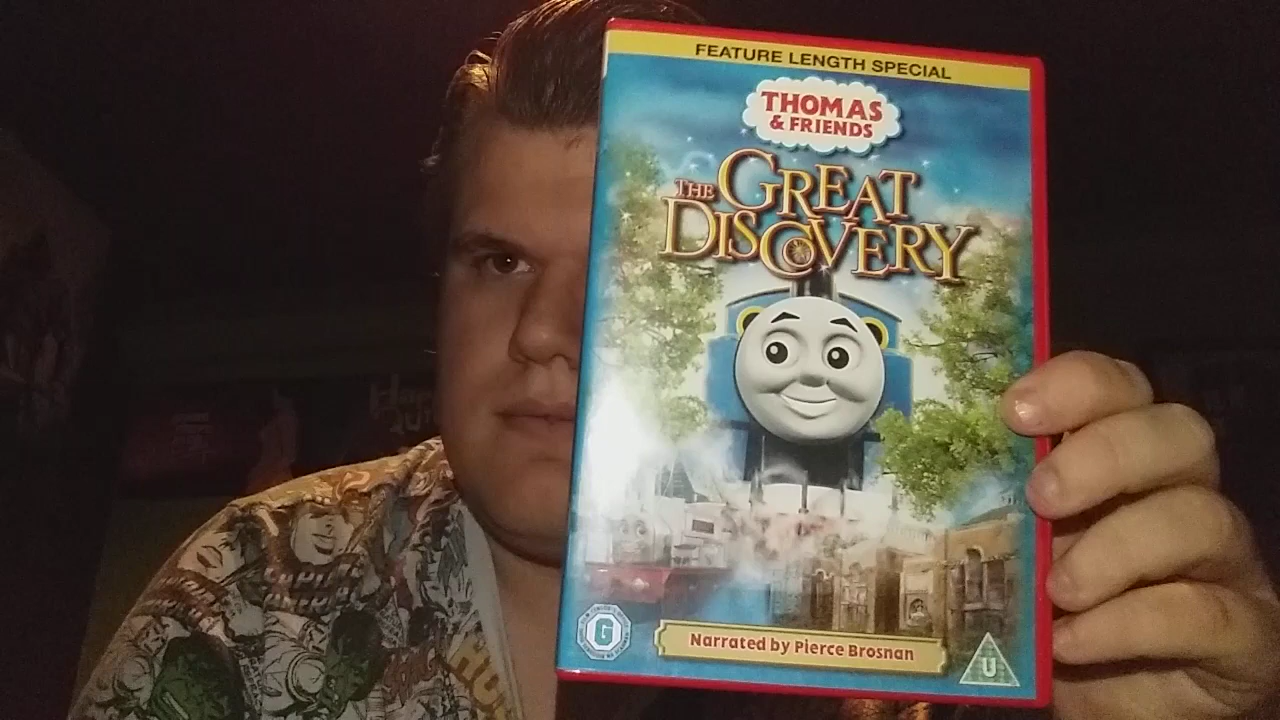 FEATURE LENGTH SPECIAL
THOMAS
& FRIENDS
THE GREAT
DISCOVERY
G
Narrated by Pierce Brosnan
U